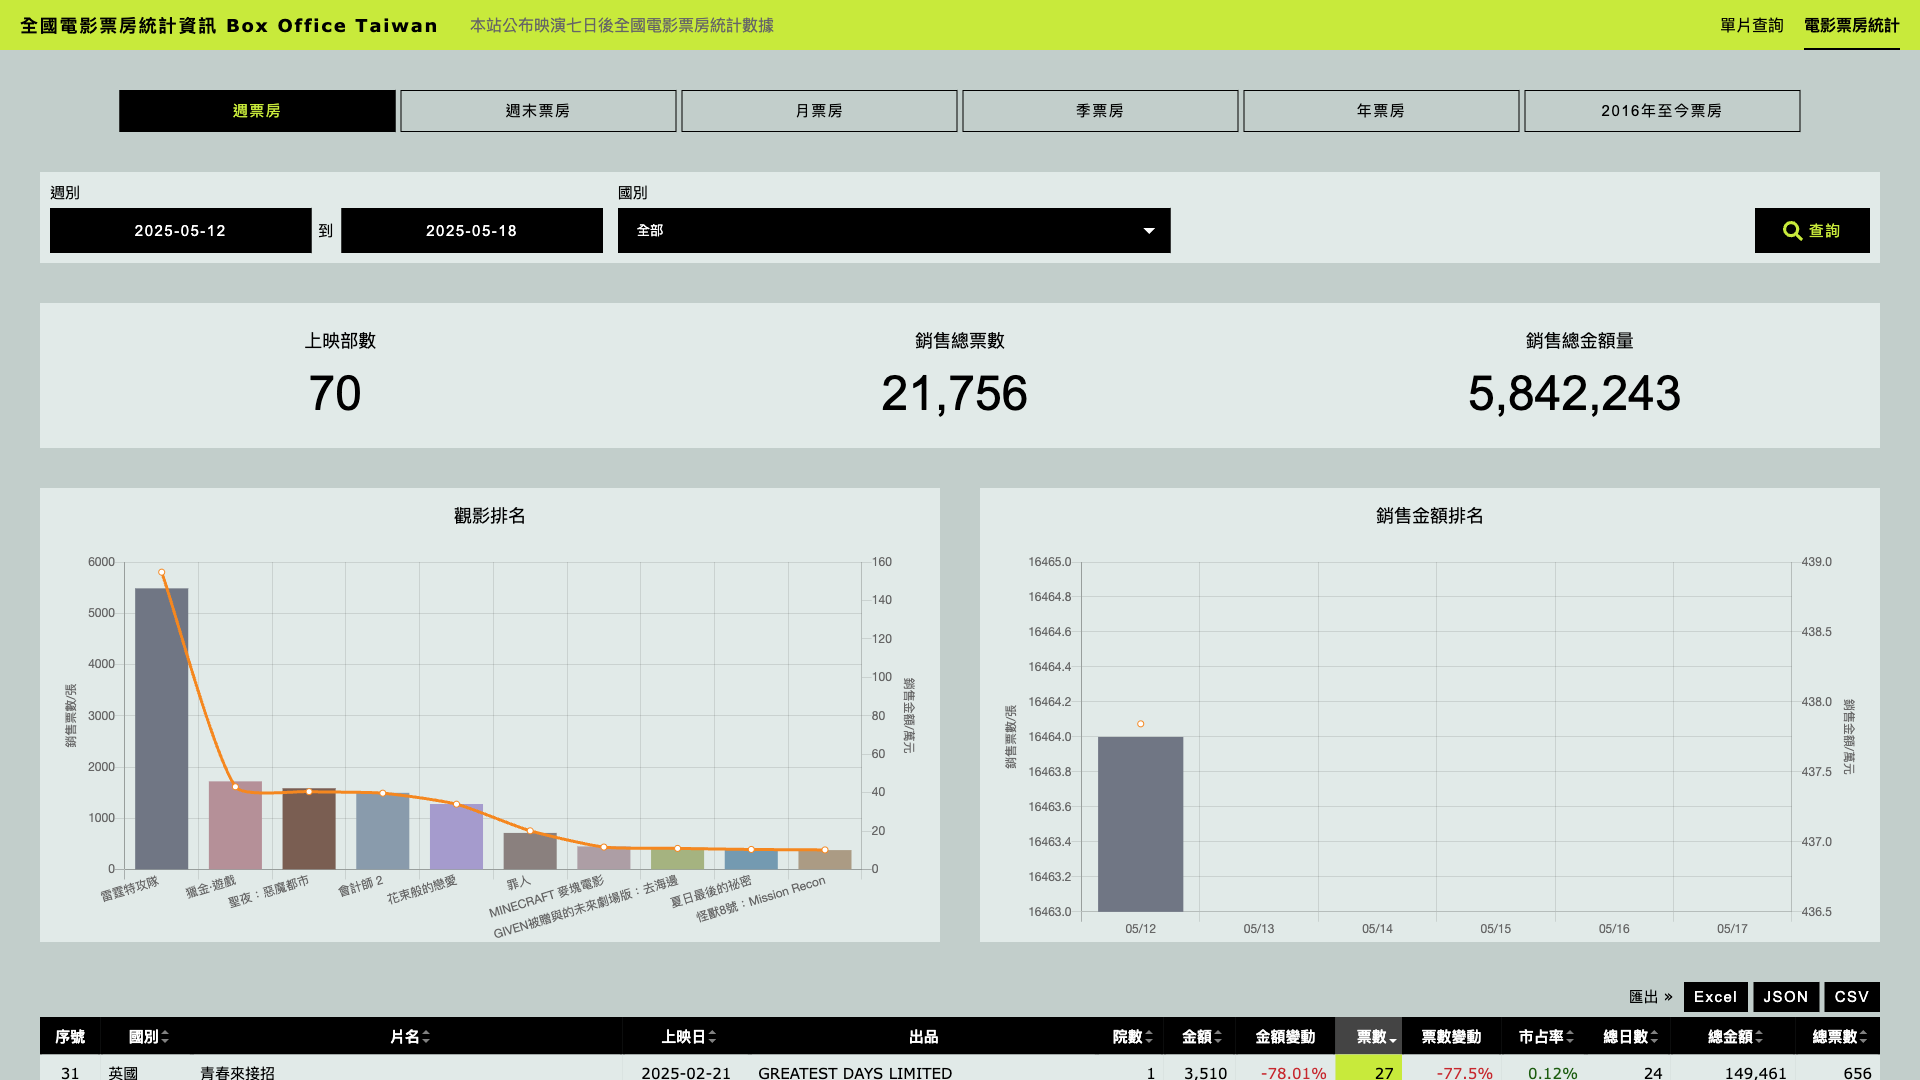 全國電影票房統計資訊 Box Office Taiwan
本站公布映演七日後全國電影票房統計數據
單片查詢
電影票房統計
週票房
週末票房
月票房
季票房
年票房
2016年至今票房
週別
國別
2025-05-12
到
2025-05-18
全部
查詢
上映部數
銷售總票數
銷售總金額量
70
21,756
5,842,243
觀影排名
銷售票數/張
6000
5000
4000
3000
2000
1000
0
160
140
120
100
80
60
40
20
0
銷售金額/萬元
雷霆特攻隊
獵金·遊戲
聖夜：惡魔都市
會計師 2
花束般的戀愛
罪人
MINECRAFT 麥塊電影
GIVEN被贈與的未來劇場版：去海邊
夏日最後的祕密
怪獸8號：Mission Recon
銷售金額排名
銷售票數/張
16465.0
16464.8
16464.6
16464.4
16464.2
16464.0
16463.8
16463.6
16463.4
16463.2
16463.0
439.0
438.5
438.0
437.5
437.0
436.5
銷售金額/萬元
05/12
05/13
05/14
05/15
05/16
05/17
匯出 »
Excel
JSON
CSV
序號 國別 片名 上映日 出品 院數 金額 金額變動 票數 票數變動 市占率 總日數 總金額 總票數
31 英國 青春來接招 2025-02-21 GREATEST DAYS LIMITED 1 3,510 -78.01% 27 -77.5% 0.12% 24 149,461 656